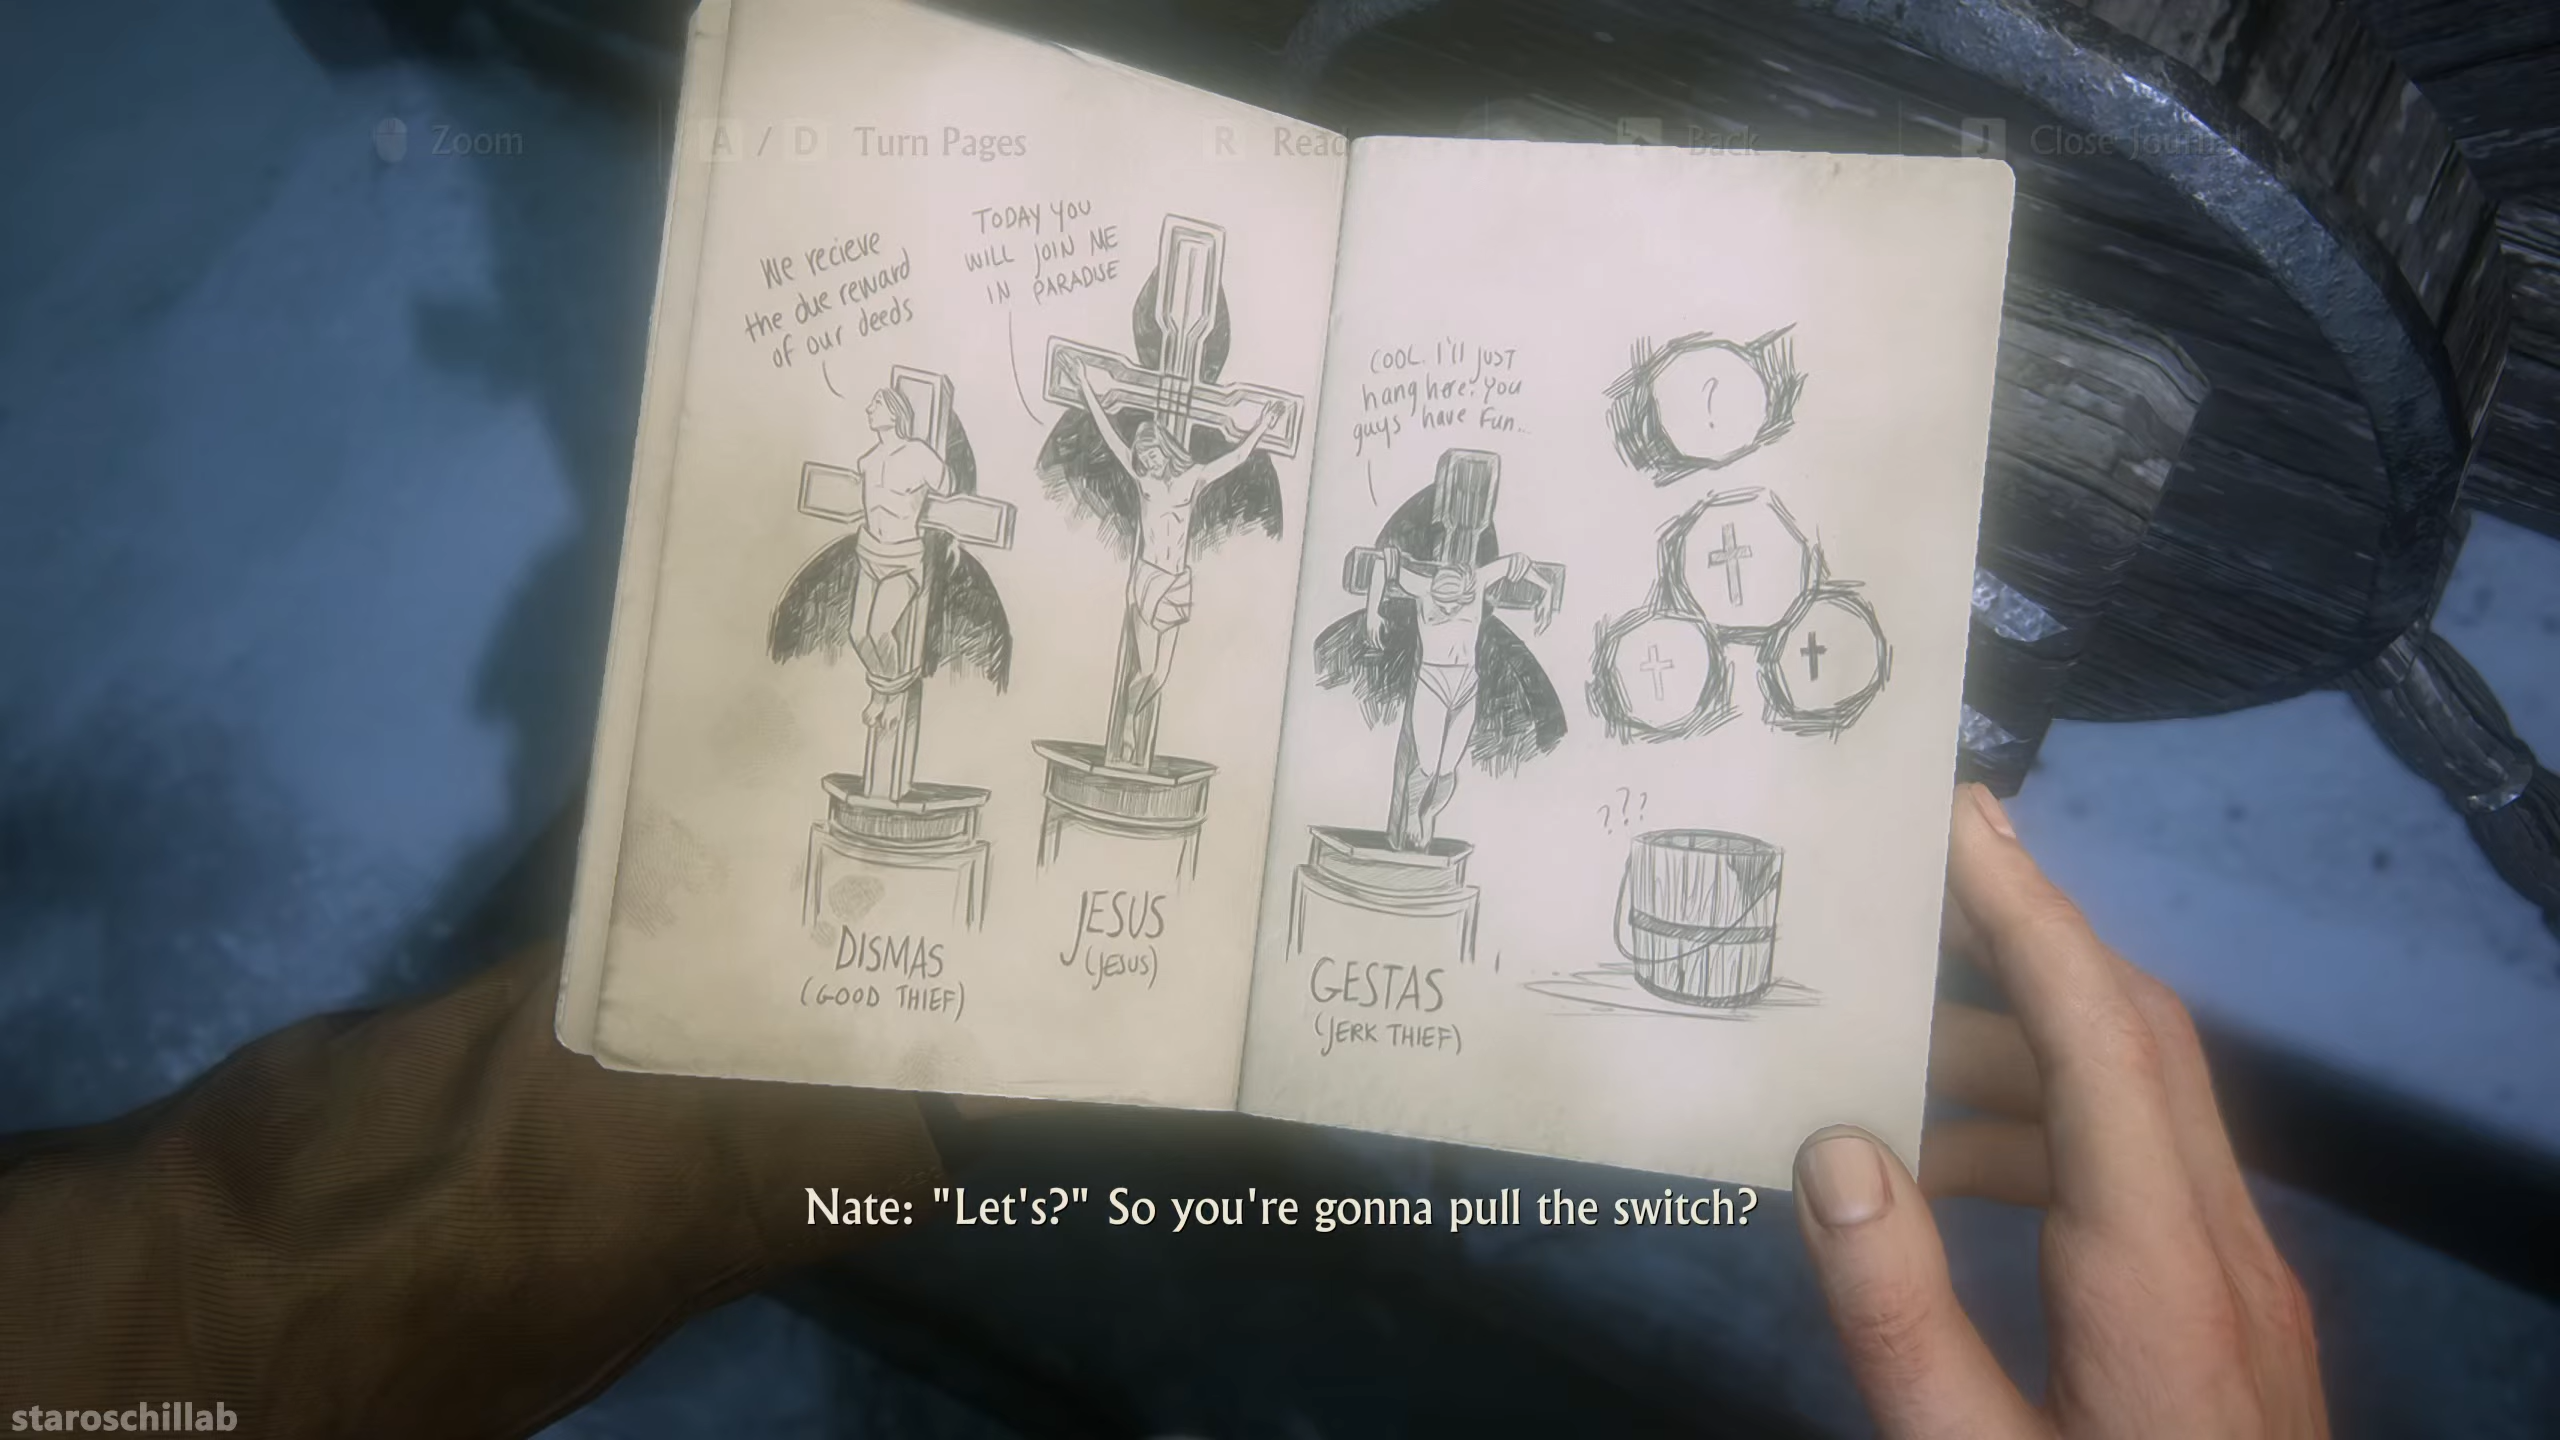 Zoom
A / D Turn Pages
R Read
Back
J Close Journal
We recieve
the due reward
of our deeds
TODAY YOU
WILL JOIN ME
IN PARADISE
COOL. I'll JUST
hang here. You
guys have fun...
?
DISMAS
(GOOD THIEF)
JESUS
(JESUS)
GESTAS
(JERK THIEF)
???
Nate: "Let's?" So you're gonna pull the switch?
staroschillab